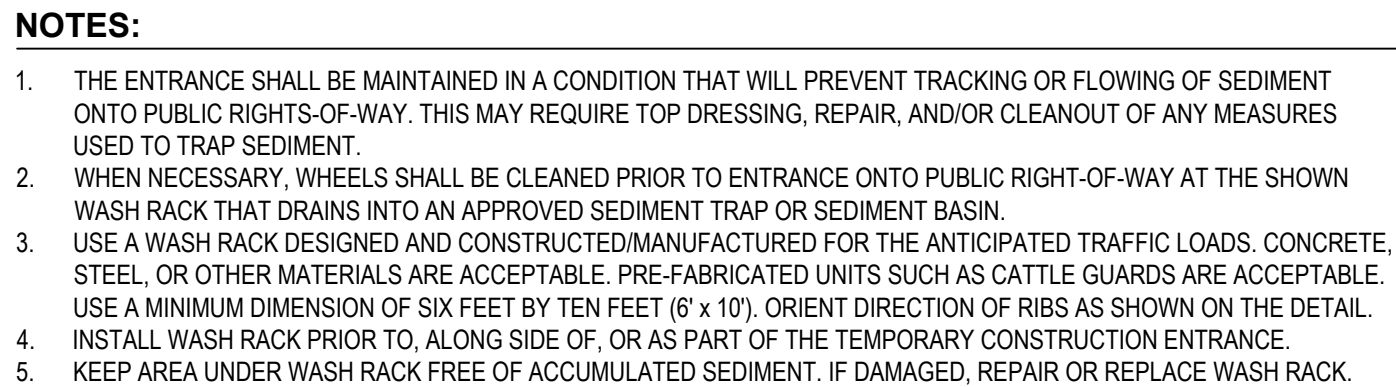 NOTES:
1. THE ENTRANCE SHALL BE MAINTAINED IN A CONDITION THAT WILL PREVENT TRACKING OR FLOWING OF SEDIMENT
ONTO PUBLIC RIGHTS-OF-WAY. THIS MAY REQUIRE TOP DRESSING, REPAIR, AND/OR CLEANOUT OF ANY MEASURES
USED TO TRAP SEDIMENT.
2. WHEN NECESSARY, WHEELS SHALL BE CLEANED PRIOR TO ENTRANCE ONTO PUBLIC RIGHT-OF-WAY AT THE SHOWN
WASH RACK THAT DRAINS INTO AN APPROVED SEDIMENT TRAP OR SEDIMENT BASIN.
3. USE A WASH RACK DESIGNED AND CONSTRUCTED/MANUFACTURED FOR THE ANTICIPATED TRAFFIC LOADS. CONCRETE,
STEEL, OR OTHER MATERIALS ARE ACCEPTABLE. PRE-FABRICATED UNITS SUCH AS CATTLE GUARDS ARE ACCEPTABLE.
USE A MINIMUM DIMENSION OF SIX FEET BY TEN FEET (6' x 10'). ORIENT DIRECTION OF RIBS AS SHOWN ON THE DETAIL.
4. INSTALL WASH RACK PRIOR TO, ALONG SIDE OF, OR AS PART OF THE TEMPORARY CONSTRUCTION ENTRANCE.
5. KEEP AREA UNDER WASH RACK FREE OF ACCUMULATED SEDIMENT. IF DAMAGED, REPAIR OR REPLACE WASH RACK.